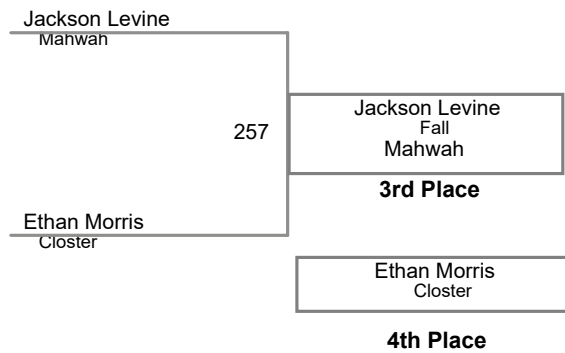 Jackson Levine
Mahwah
257
Jackson Levine
Fall
Mahwah
3rd Place
Ethan Morris
Closter
Ethan Morris
Closter
4th Place